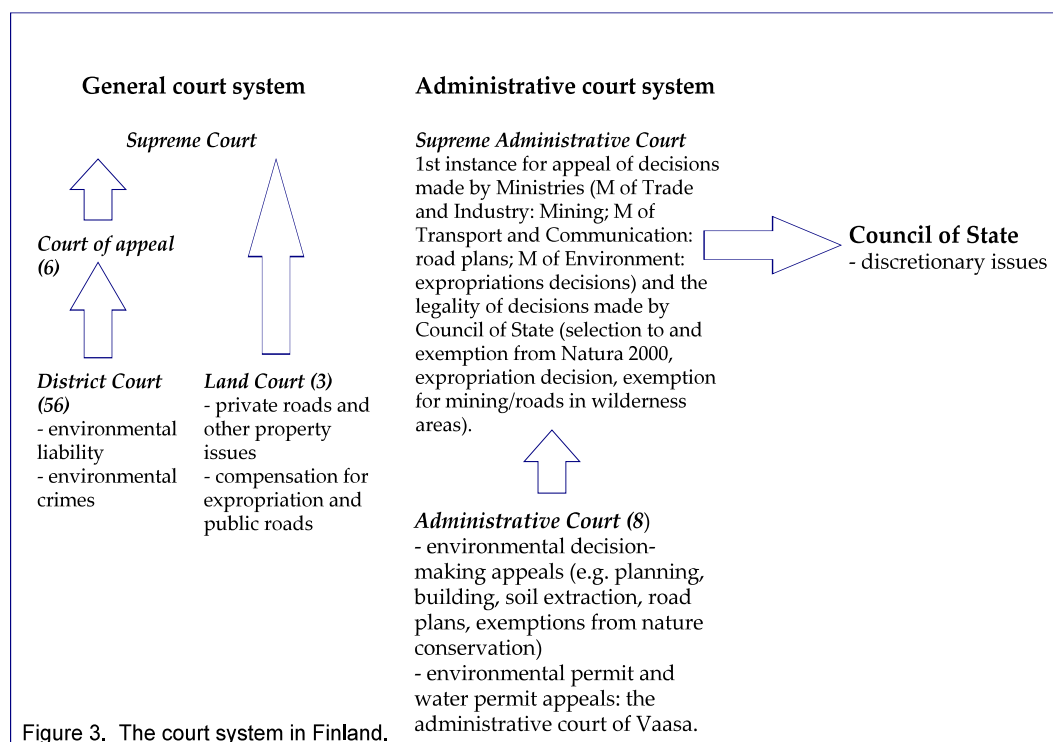 General court system
Supreme Court
Court of appeal
(6)
District Court
(56)
- environmental
liability
- environmental
crimes
Land Court (3)
- private roads and
other property
issues
- compensation for
expropriation and
public roads
Administrative court system
Supreme Administrative Court
1st instance for appeal of decisions
made by Ministries (M of Trade
and Industry: Mining; M of
Transport and Communication:
road plans; M of Environment:
expropriations decisions) and the
legality of decisions made by
Council of State (selection to and
exemption from Natura 2000,
expropriation decision, exemption
for mining/roads in wilderness
areas).
Council of State
- discretionary issues
Administrative Court (8)
- environmental decision-
making appeals (e.g. planning,
building, soil extraction, road
plans, exemptions from nature
conservation)
- environmental permit and
water permit appeals: the
administrative court of Vaasa.
Figure 3. The court system in Finland.